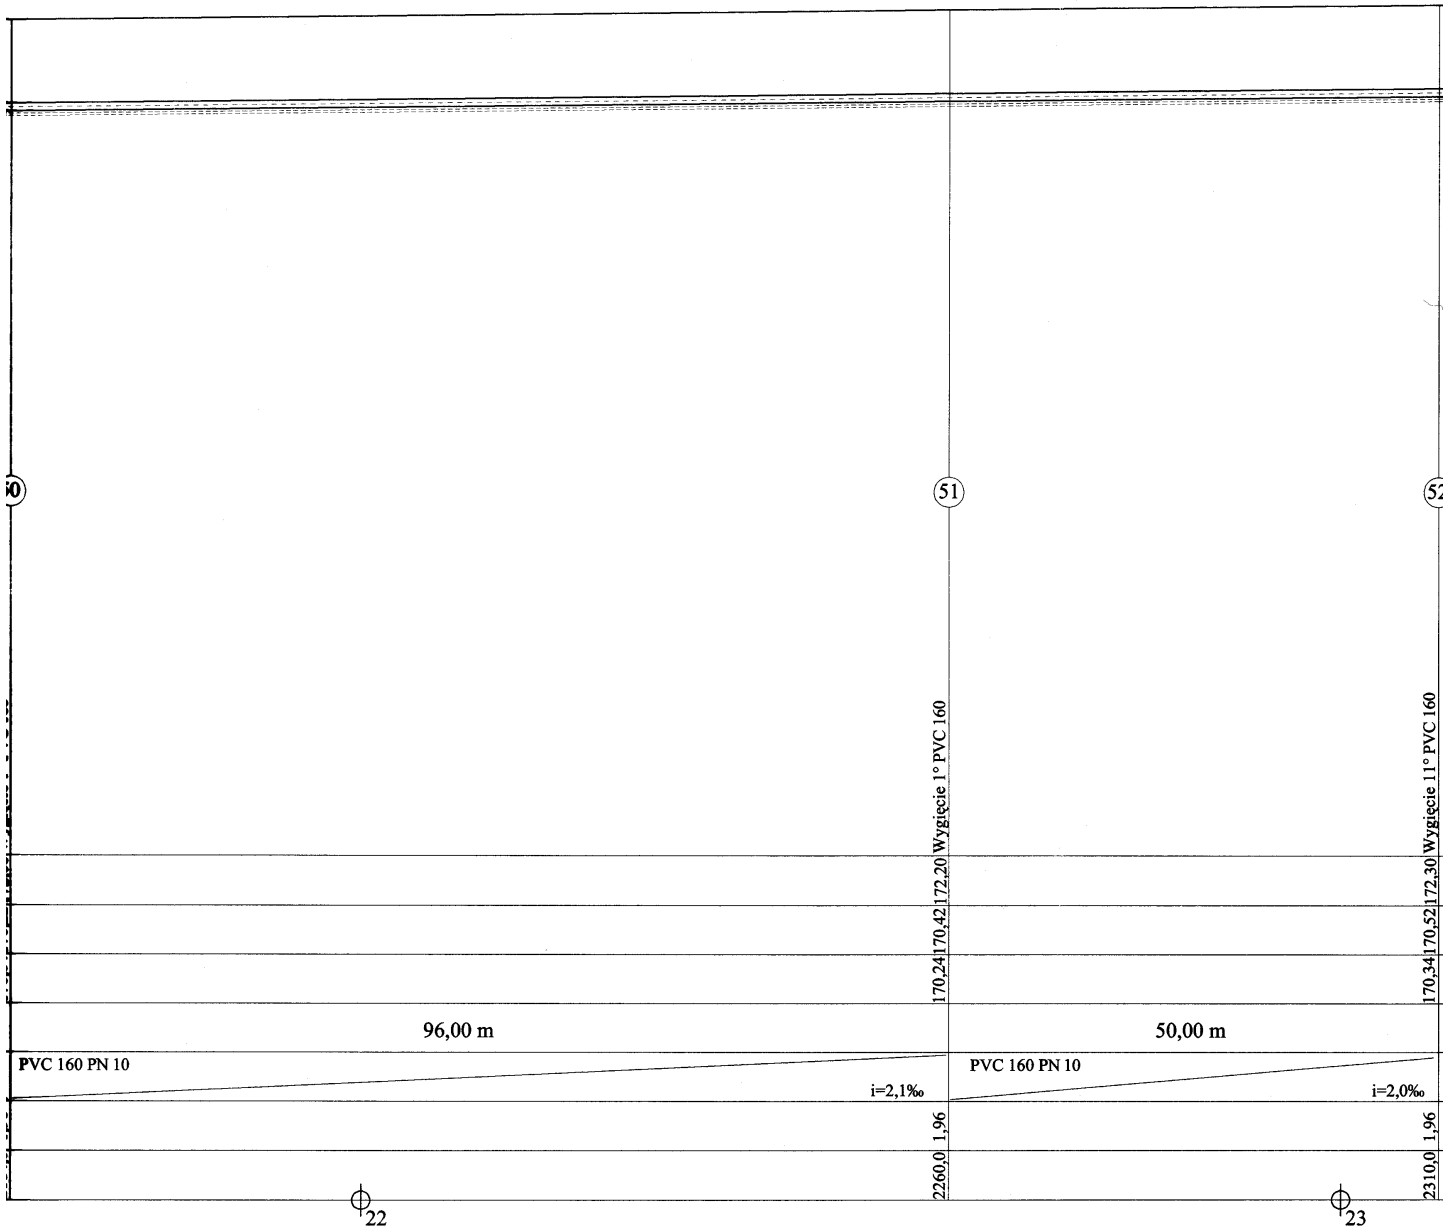 51
52
170,24 170,42 172,20 Wygięcie 1° PVC 160
170,34 170,52 172,30 Wygięcie 11° PVC 160
96,00 m
50,00 m
PVC 160 PN 10
i=2,1‰
PVC 160 PN 10
i=2,0‰
2260,0 1,96
2310,0 1,96
22
23